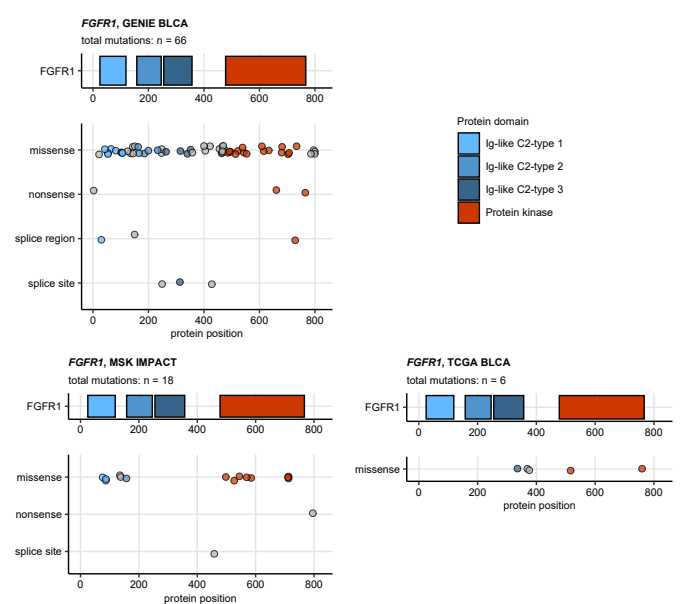 FGFR1, GENIE BLCA
total mutations: n = 66
FGFR1
0 200 400 600 800
missense
nonsense
splice region
splice site
0 200 400 600 800
protein position
Protein domain
Ig-like C2-type 1
Ig-like C2-type 2
Ig-like C2-type 3
Protein kinase
FGFR1, MSK IMPACT
total mutations: n = 18
FGFR1
0 200 400 600 800
missense
nonsense
splice site
0 200 400 600 800
protein position
FGFR1, TCGA BLCA
total mutations: n = 6
FGFR1
0 200 400 600 800
missense
0 200 400 600 800
protein position